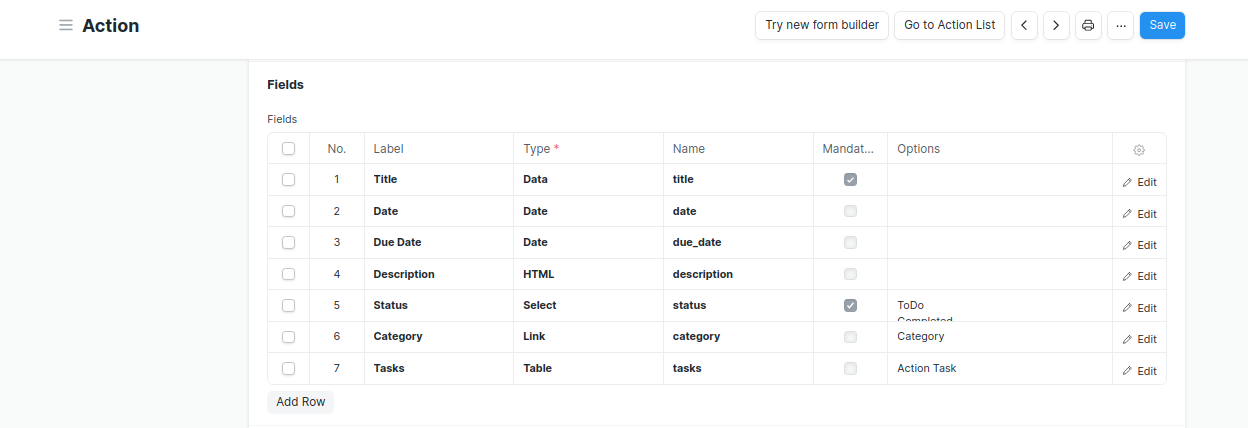 Action
Try new form builder
Go to Action List
...
Save
Fields
Fields
No. Label Type * Name Mandat... Options
1 Title Data title Edit
2 Date Date date Edit
3 Due Date Date due_date Edit
4 Description HTML description Edit
5 Status Select status ToDo Edit
Completed
6 Category Link category Category Edit
7 Tasks Table tasks Action Task Edit
Add Row